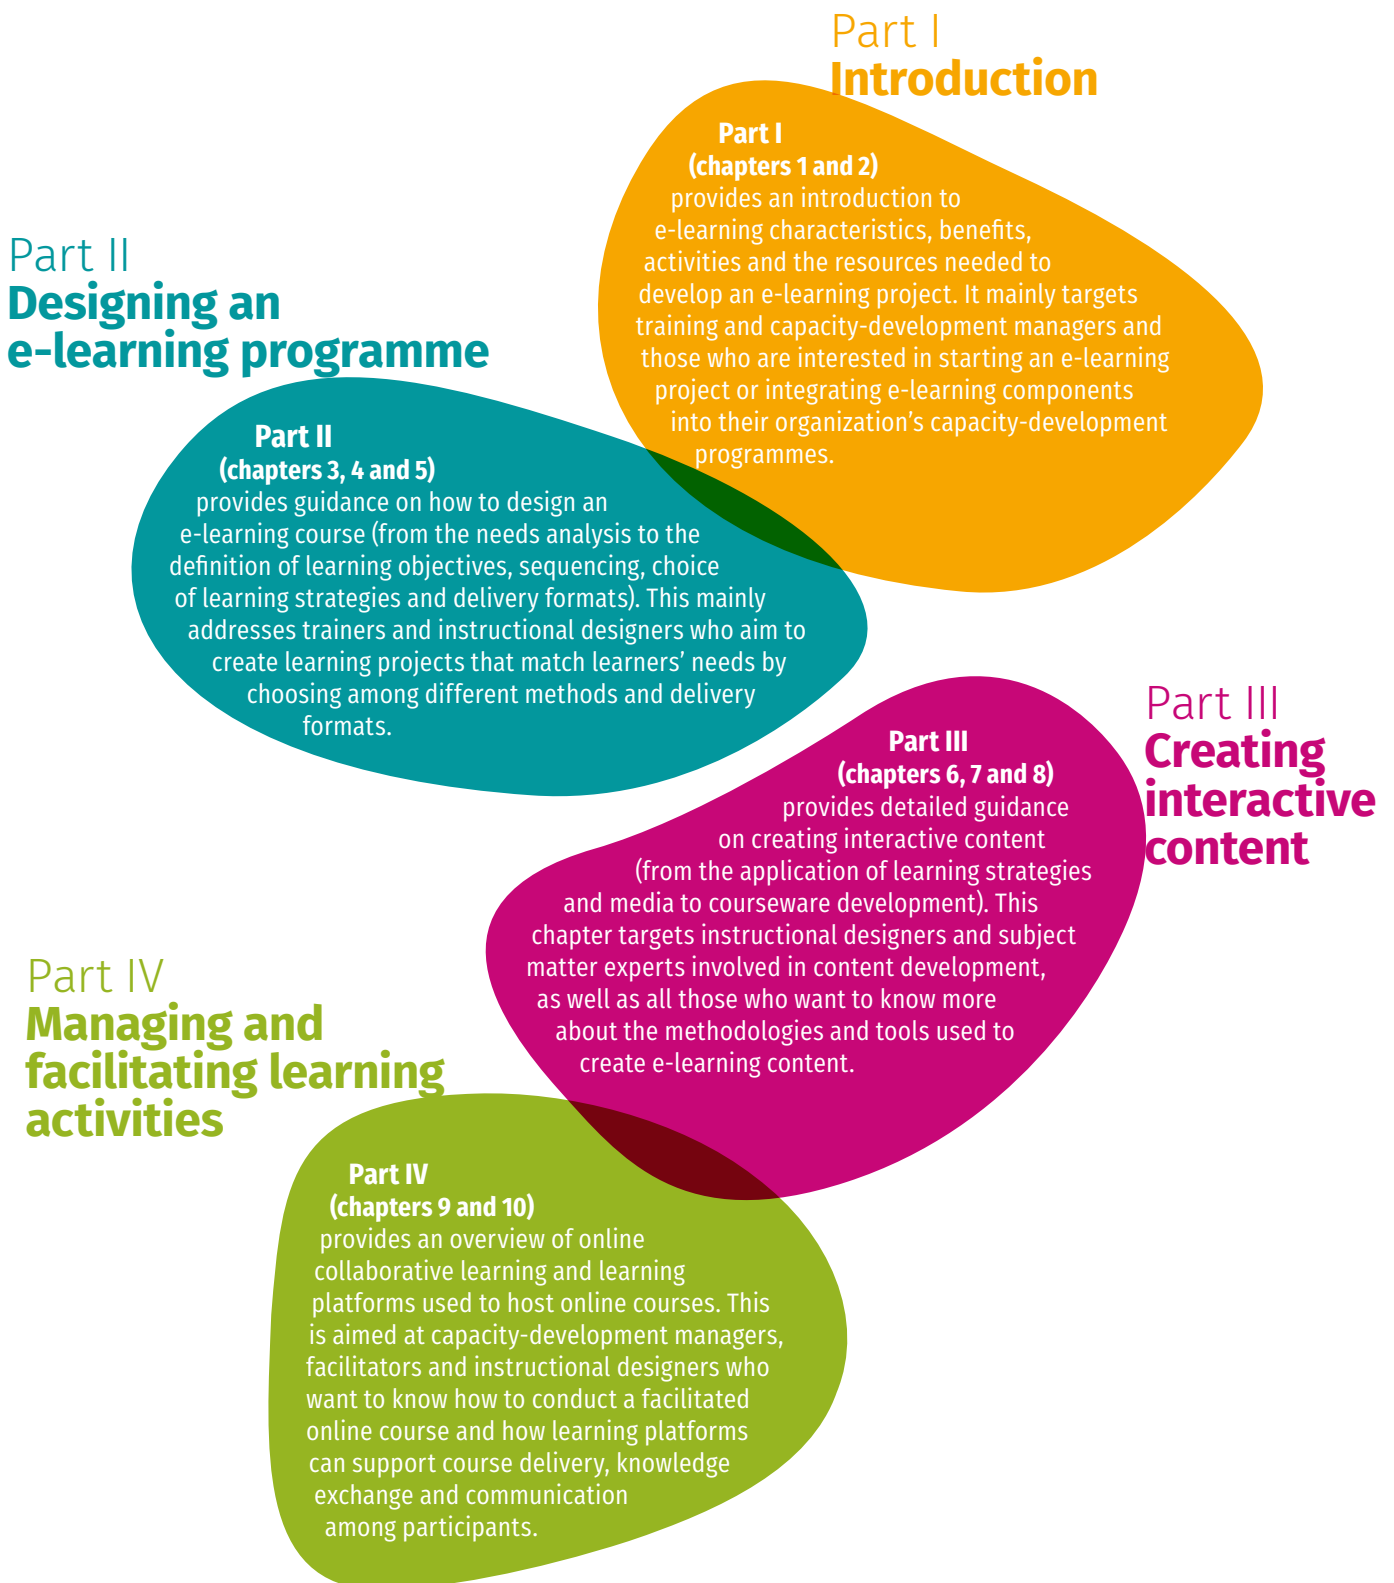 Part I
Introduction
Part I
(chapters 1 and 2)
provides an introduction to
e-learning characteristics, benefits,
activities and the resources needed to
develop an e-learning project. It mainly targets
training and capacity-development managers and
those who are interested in starting an e-learning
project or integrating e-learning components
into their organization’s capacity-development
programmes.
Part II
Designing an
e-learning programme
Part II
(chapters 3, 4 and 5)
provides guidance on how to design an
e-learning course (from the needs analysis to the
definition of learning objectives, sequencing, choice
of learning strategies and delivery formats). This mainly
addresses trainers and instructional designers who aim to
create learning projects that match learners’ needs by
choosing among different methods and delivery
formats.
Part III
Creating
interactive
content
Part III
(chapters 6, 7 and 8)
provides detailed guidance
on creating interactive content
(from the application of learning strategies
and media to courseware development). This
chapter targets instructional designers and subject
matter experts involved in content development,
as well as all those who want to know more
about the methodologies and tools used to
create e-learning content.
Part IV
Managing and
facilitating learning
activities
Part IV
(chapters 9 and 10)
provides an overview of online
collaborative learning and learning
platforms used to host online courses. This
is aimed at capacity-development managers,
facilitators and instructional designers who
want to know how to conduct a facilitated
online course and how learning platforms
can support course delivery, knowledge
exchange and communication
among participants.